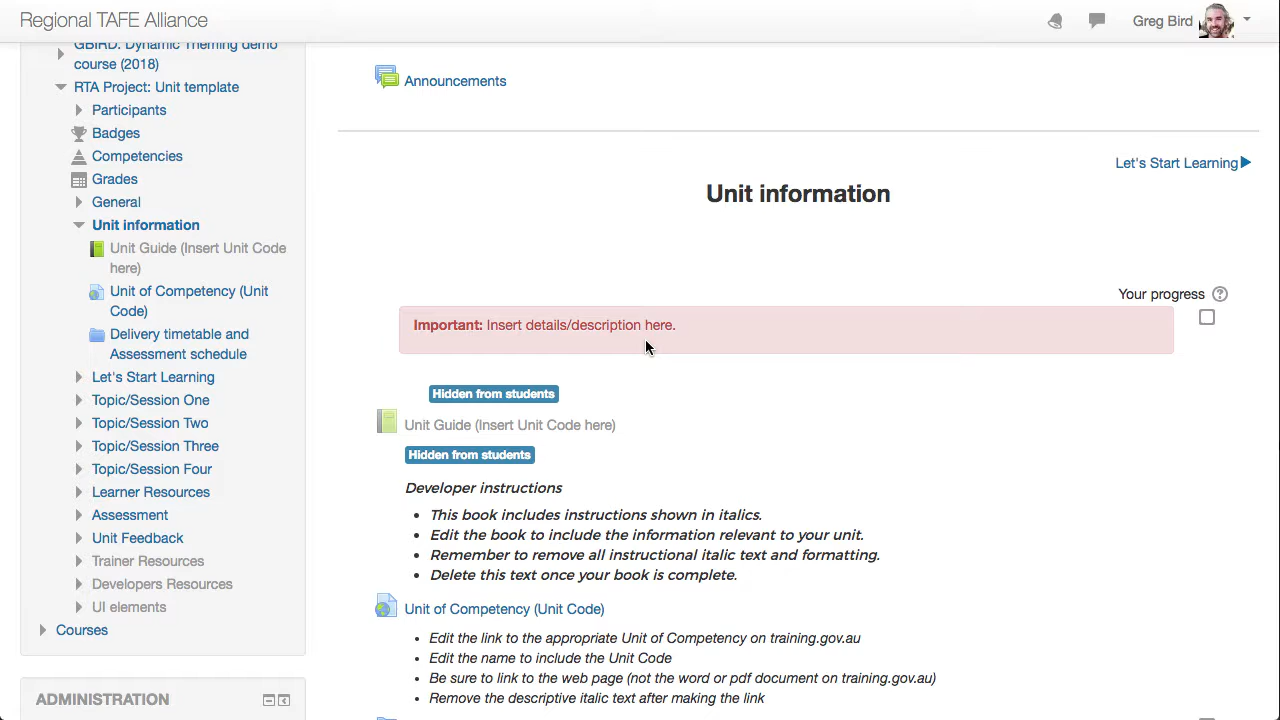 Regional TAFE Alliance
Greg Bird
GBIRD: Dynamic Theming demo
course (2018)
RTA Project: Unit template
Participants
Badges
Competencies
Grades
General
Unit information
Unit Guide (Insert Unit Code
here)
Unit of Competency (Unit
Code)
Delivery timetable and
Assessment schedule
Let's Start Learning
Topic/Session One
Topic/Session Two
Topic/Session Three
Topic/Session Four
Learner Resources
Assessment
Unit Feedback
Trainer Resources
Developers Resources
UI elements
Courses
ADMINISTRATION
Announcements
Let's Start Learning
Unit information
Your progress
Important: Insert details/description here.
Hidden from students
Unit Guide (Insert Unit Code here)
Hidden from students
Developer instructions
• This book includes instructions shown in italics.
• Edit the book to include the information relevant to your unit.
• Remember to remove all instructional italic text and formatting.
• Delete this text once your book is complete.
Unit of Competency (Unit Code)
• Edit the link to the appropriate Unit of Competency on training.gov.au
• Edit the name to include the Unit Code
• Be sure to link to the web page (not the word or pdf document on training.gov.au)
• Remove the descriptive italic text after making the link